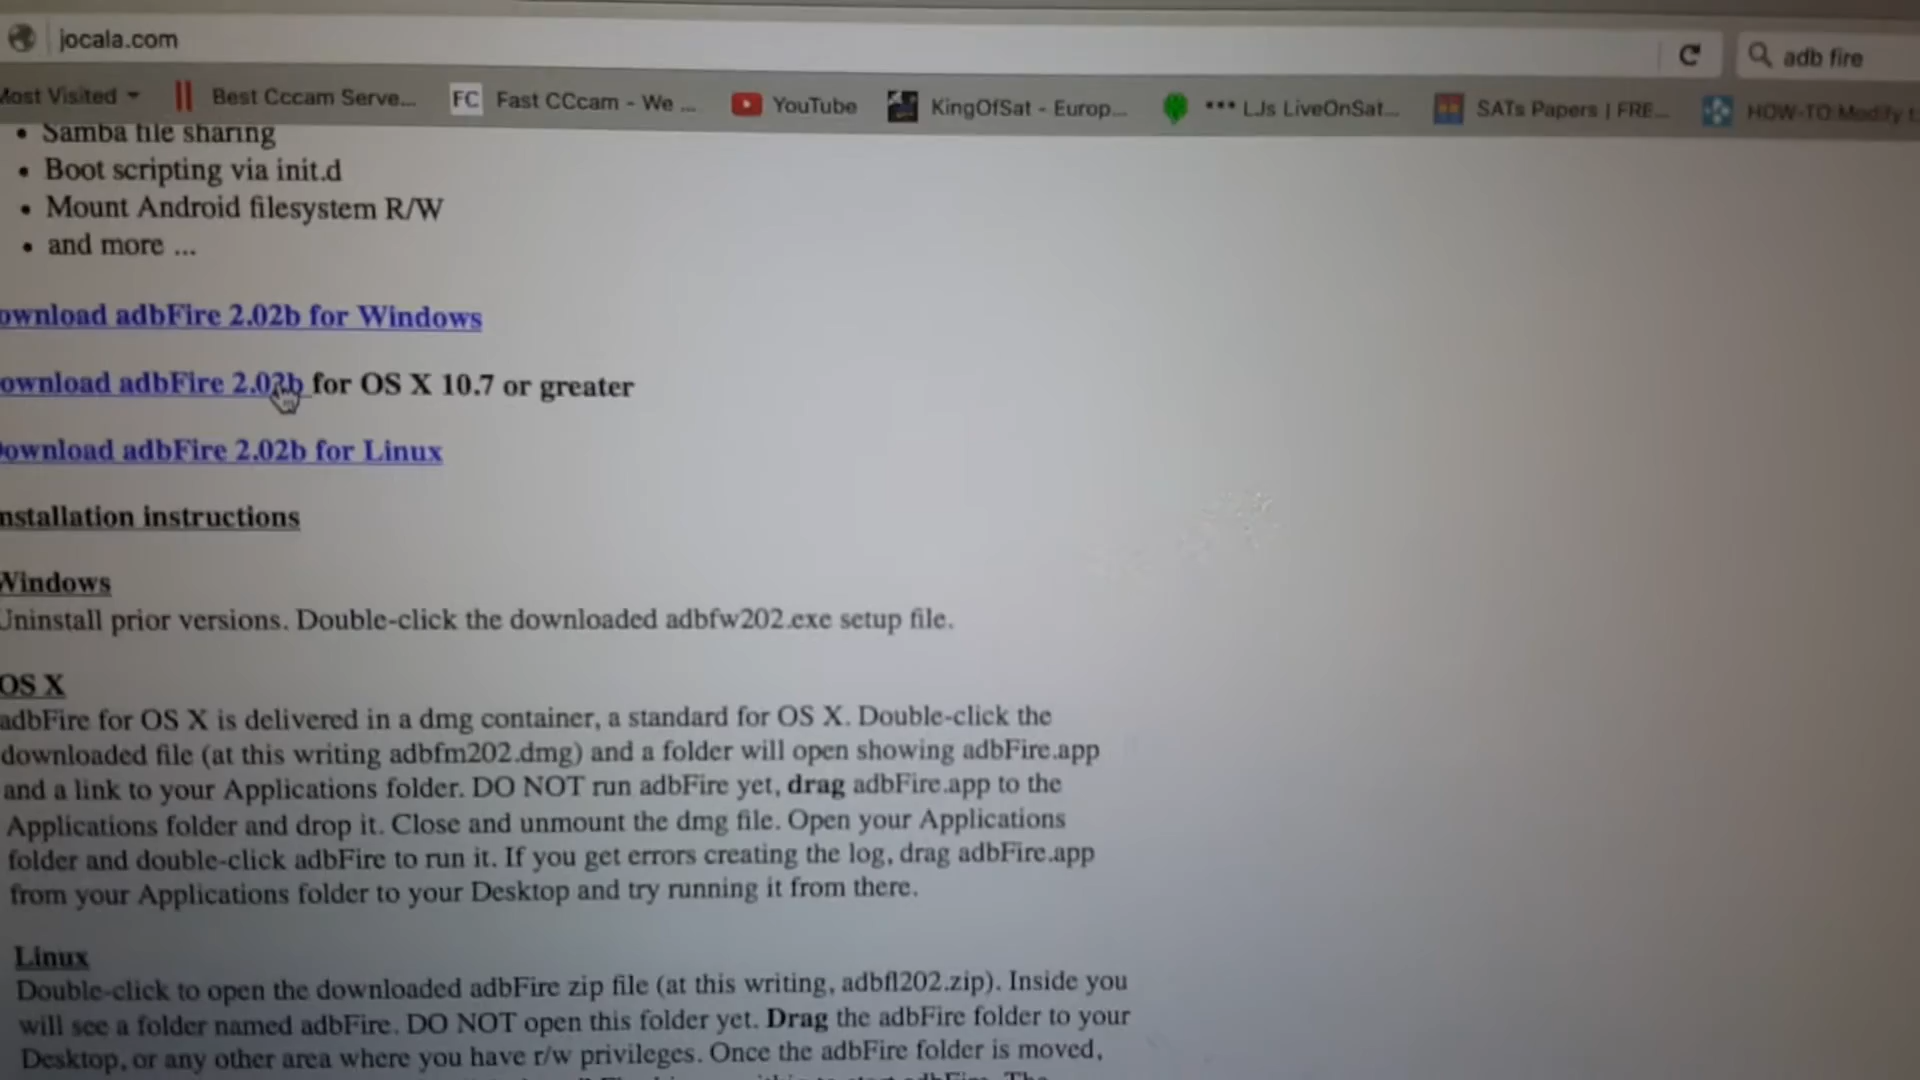 jocala.com
adb fire
Most Visited
Best Cccam Serve...
FC
Fast CCcam - We ...
YouTube
KingOfSat - Europ...
*** LJs LiveOnSat...
SATs Papers | FRE...
HOW-TO:Modify t
• Samba file sharing
• Boot scripting via init.d
• Mount Android filesystem R/W
• and more ...
ownload adbFire 2.02b for Windows
ownload adbFire 2.02b for OS X 10.7 or greater
ownload adbFire 2.02b for Linux
nstallation instructions
Windows
Uninstall prior versions. Double-click the downloaded adbfw202.exe setup file.
OS X
adbFire for OS X is delivered in a dmg container, a standard for OS X. Double-click the
downloaded file (at this writing adbfm202.dmg) and a folder will open showing adbFire.app
and a link to your Applications folder. DO NOT run adbFire yet, drag adbFire.app to the
Applications folder and drop it. Close and unmount the dmg file. Open your Applications
folder and double-click adbFire to run it. If you get errors creating the log, drag adbFire.app
from your Applications folder to your Desktop and try running it from there.
Linux
Double-click to open the downloaded adbFire zip file (at this writing, adbfl202.zip). Inside you
will see a folder named adbFire. DO NOT open this folder yet. Drag the adbFire folder to your
Desktop, or any other area where you have r/w privileges. Once the adbFire folder is moved,